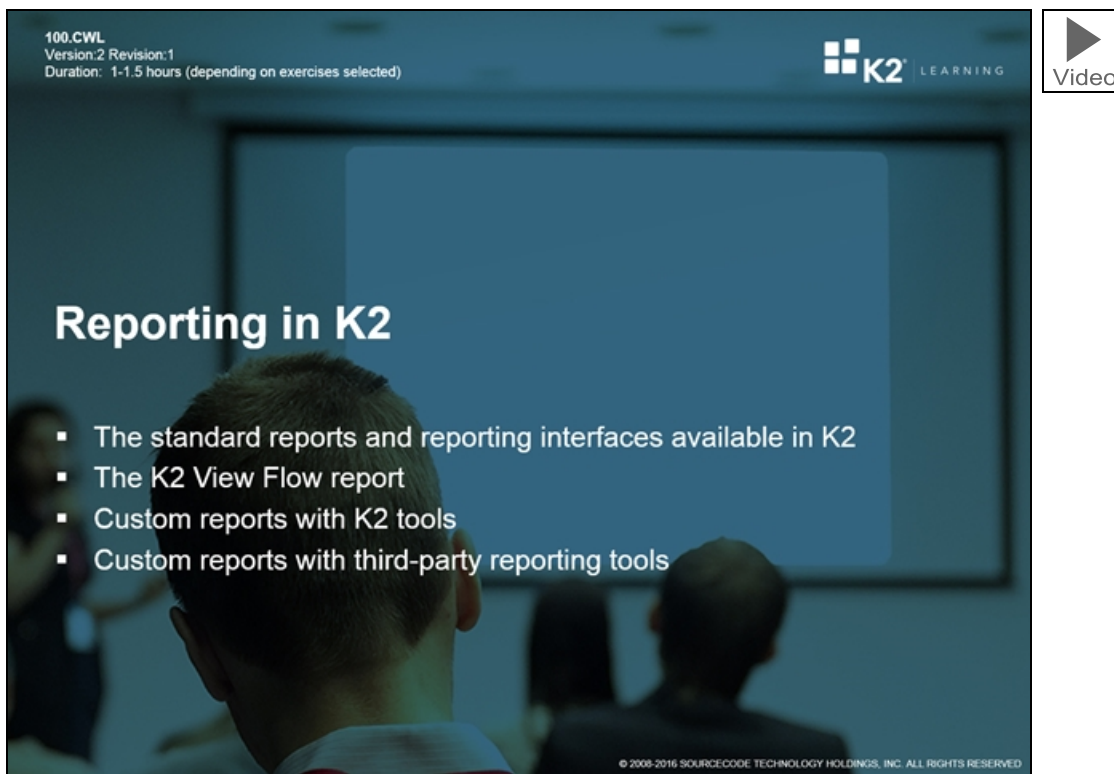 100.CWL
Version:2 Revision:1
Duration: 1-1.5 hours (depending on exercises selected)
K2 LEARNING
Video
Reporting in K2
▪ The standard reports and reporting interfaces available in K2
▪ The K2 View Flow report
▪ Custom reports with K2 tools
▪ Custom reports with third-party reporting tools
© 2008-2016 SOURCECODE TECHNOLOGY HOLDINGS, INC. ALL RIGHTS RESERVED